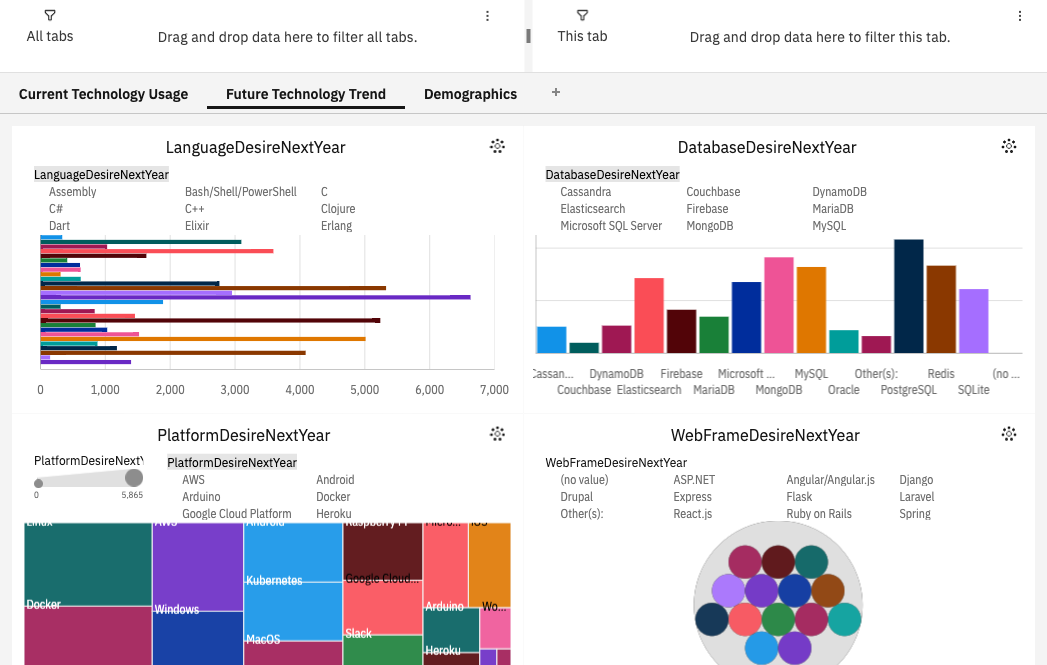 All tabs
Drag and drop data here to filter all tabs.
This tab
Drag and drop data here to filter this tab.
Current Technology Usage
Future Technology Trend
Demographics
+
LanguageDesireNextYear
LanguageDesireNextYear
Assembly Bash/Shell/PowerShell C
C# C++ Clojure
Dart Elixir Erlang
0 1,000 2,000 3,000 4,000 5,000 6,000 7,000
DatabaseDesireNextYear
DatabaseDesireNextYear
Cassandra Couchbase DynamoDB
Elasticsearch Firebase MariaDB
Microsoft SQL Server MongoDB MySQL
DynamoDB Firebase Microsoft ... MySQL Other(s): Redis (no ...
Couchbase Elasticsearch MariaDB MongoDB Oracle PostgreSQL SQLite
PlatformDesireNextYear
PlatformDesireNext
0 5,865
PlatformDesireNextYear
AWS Android
Arduino Docker
Google Cloud Platform Heroku
Linux AWS Android Raspberry Pi Micro... iOS
Kubernetes Google Cloud...
Docker Windows Arduino Wo...
MacOS Slack
Heroku
WebFrameDesireNextYear
WebFrameDesireNextYear
(no value) ASP.NET Angular/Angular.js Django
Drupal Express Flask Laravel
Other(s): React.js Ruby on Rails Spring